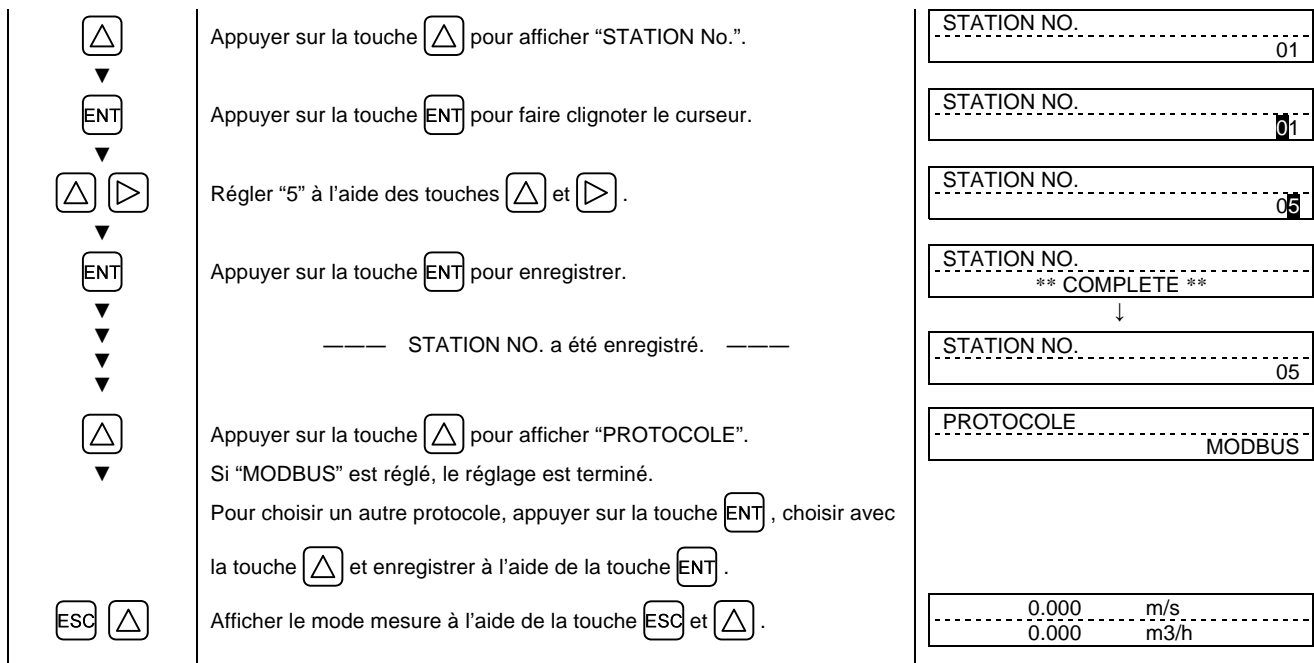 △ Appuyer sur la touche △ pour afficher “STATION No.”. STATION NO.
01
▼
ENT Appuyer sur la touche ENT pour faire clignoter le curseur. STATION NO.
01
▼
△ ▷ Régler “5” à l’aide des touches △ et ▷ . STATION NO.
05
▼
ENT Appuyer sur la touche ENT pour enregistrer. STATION NO.
** COMPLETE **
▼
↓
▼
——— STATION NO. a été enregistré. ——— STATION NO.
▼
05
▼
△ Appuyer sur la touche △ pour afficher “PROTOCOLE”. PROTOCOLE
MODBUS
▼ Si “MODBUS” est réglé, le réglage est terminé.
Pour choisir un autre protocole, appuyer sur la touche ENT , choisir avec
la touche △ et enregistrer à l’aide de la touche ENT .
ESC △ Afficher le mode mesure à l’aide de la touche ESC et △ . 0.000 m/s
0.000 m3/h